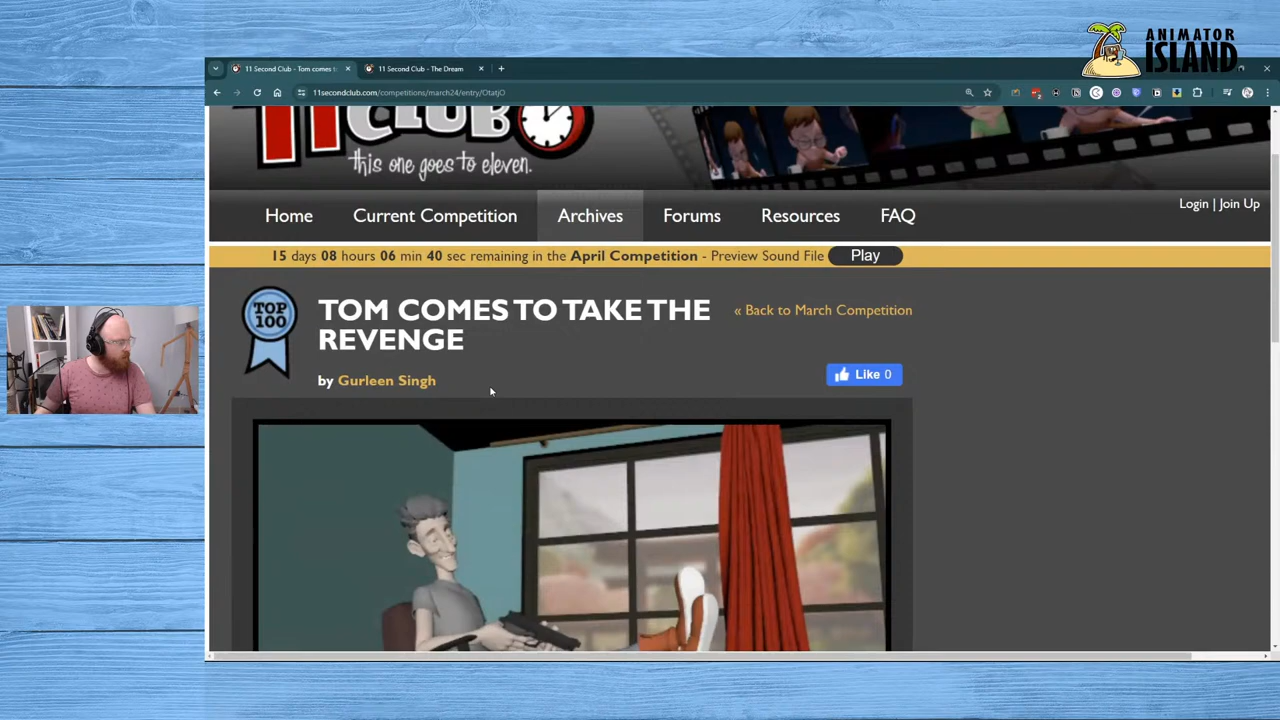 ANIMATOR
ISLAND
11 Second Club - Tom comes t
11 Second Club - The Dream
11secondclub.com/competitions/march24/entry/OtatjO
11 CLUB
this one goes to eleven.
Home
Current Competition
Archives
Forums
Resources
FAQ
Login | Join Up
15 days 08 hours 06 min 40 sec remaining in the April Competition - Preview Sound File
Play
TOP
100
TOM COMES TO TAKE THE
REVENGE
« Back to March Competition
by Gurleen Singh
Like 0